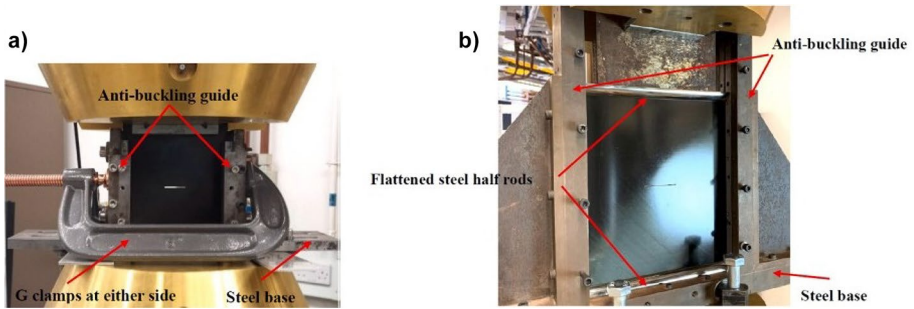 a)
Anti-buckling guide
G clamps at either side
Steel base
b)
Anti-buckling guide
Flattened steel half rods
Steel base